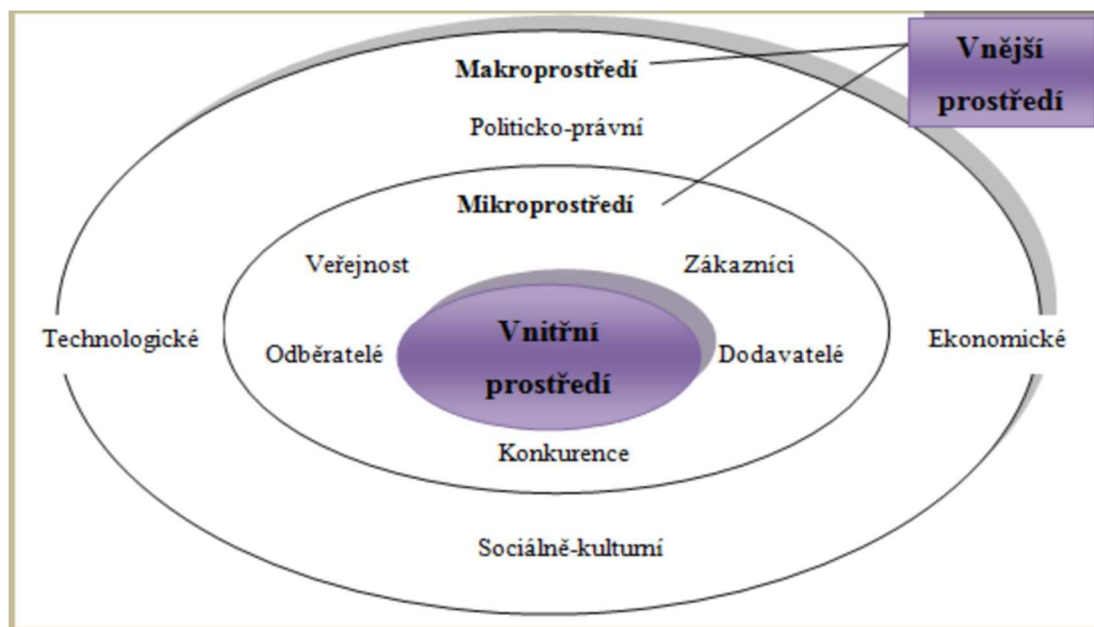 Vnější
prostředí
Makroprostředí
Politicko-právní
Mikroprostředí
Veřejnost
Zákazníci
Technologické
Odběratelé
Vnitřní
prostředí
Dodavatelé
Ekonomické
Konkurence
Sociálně-kulturní